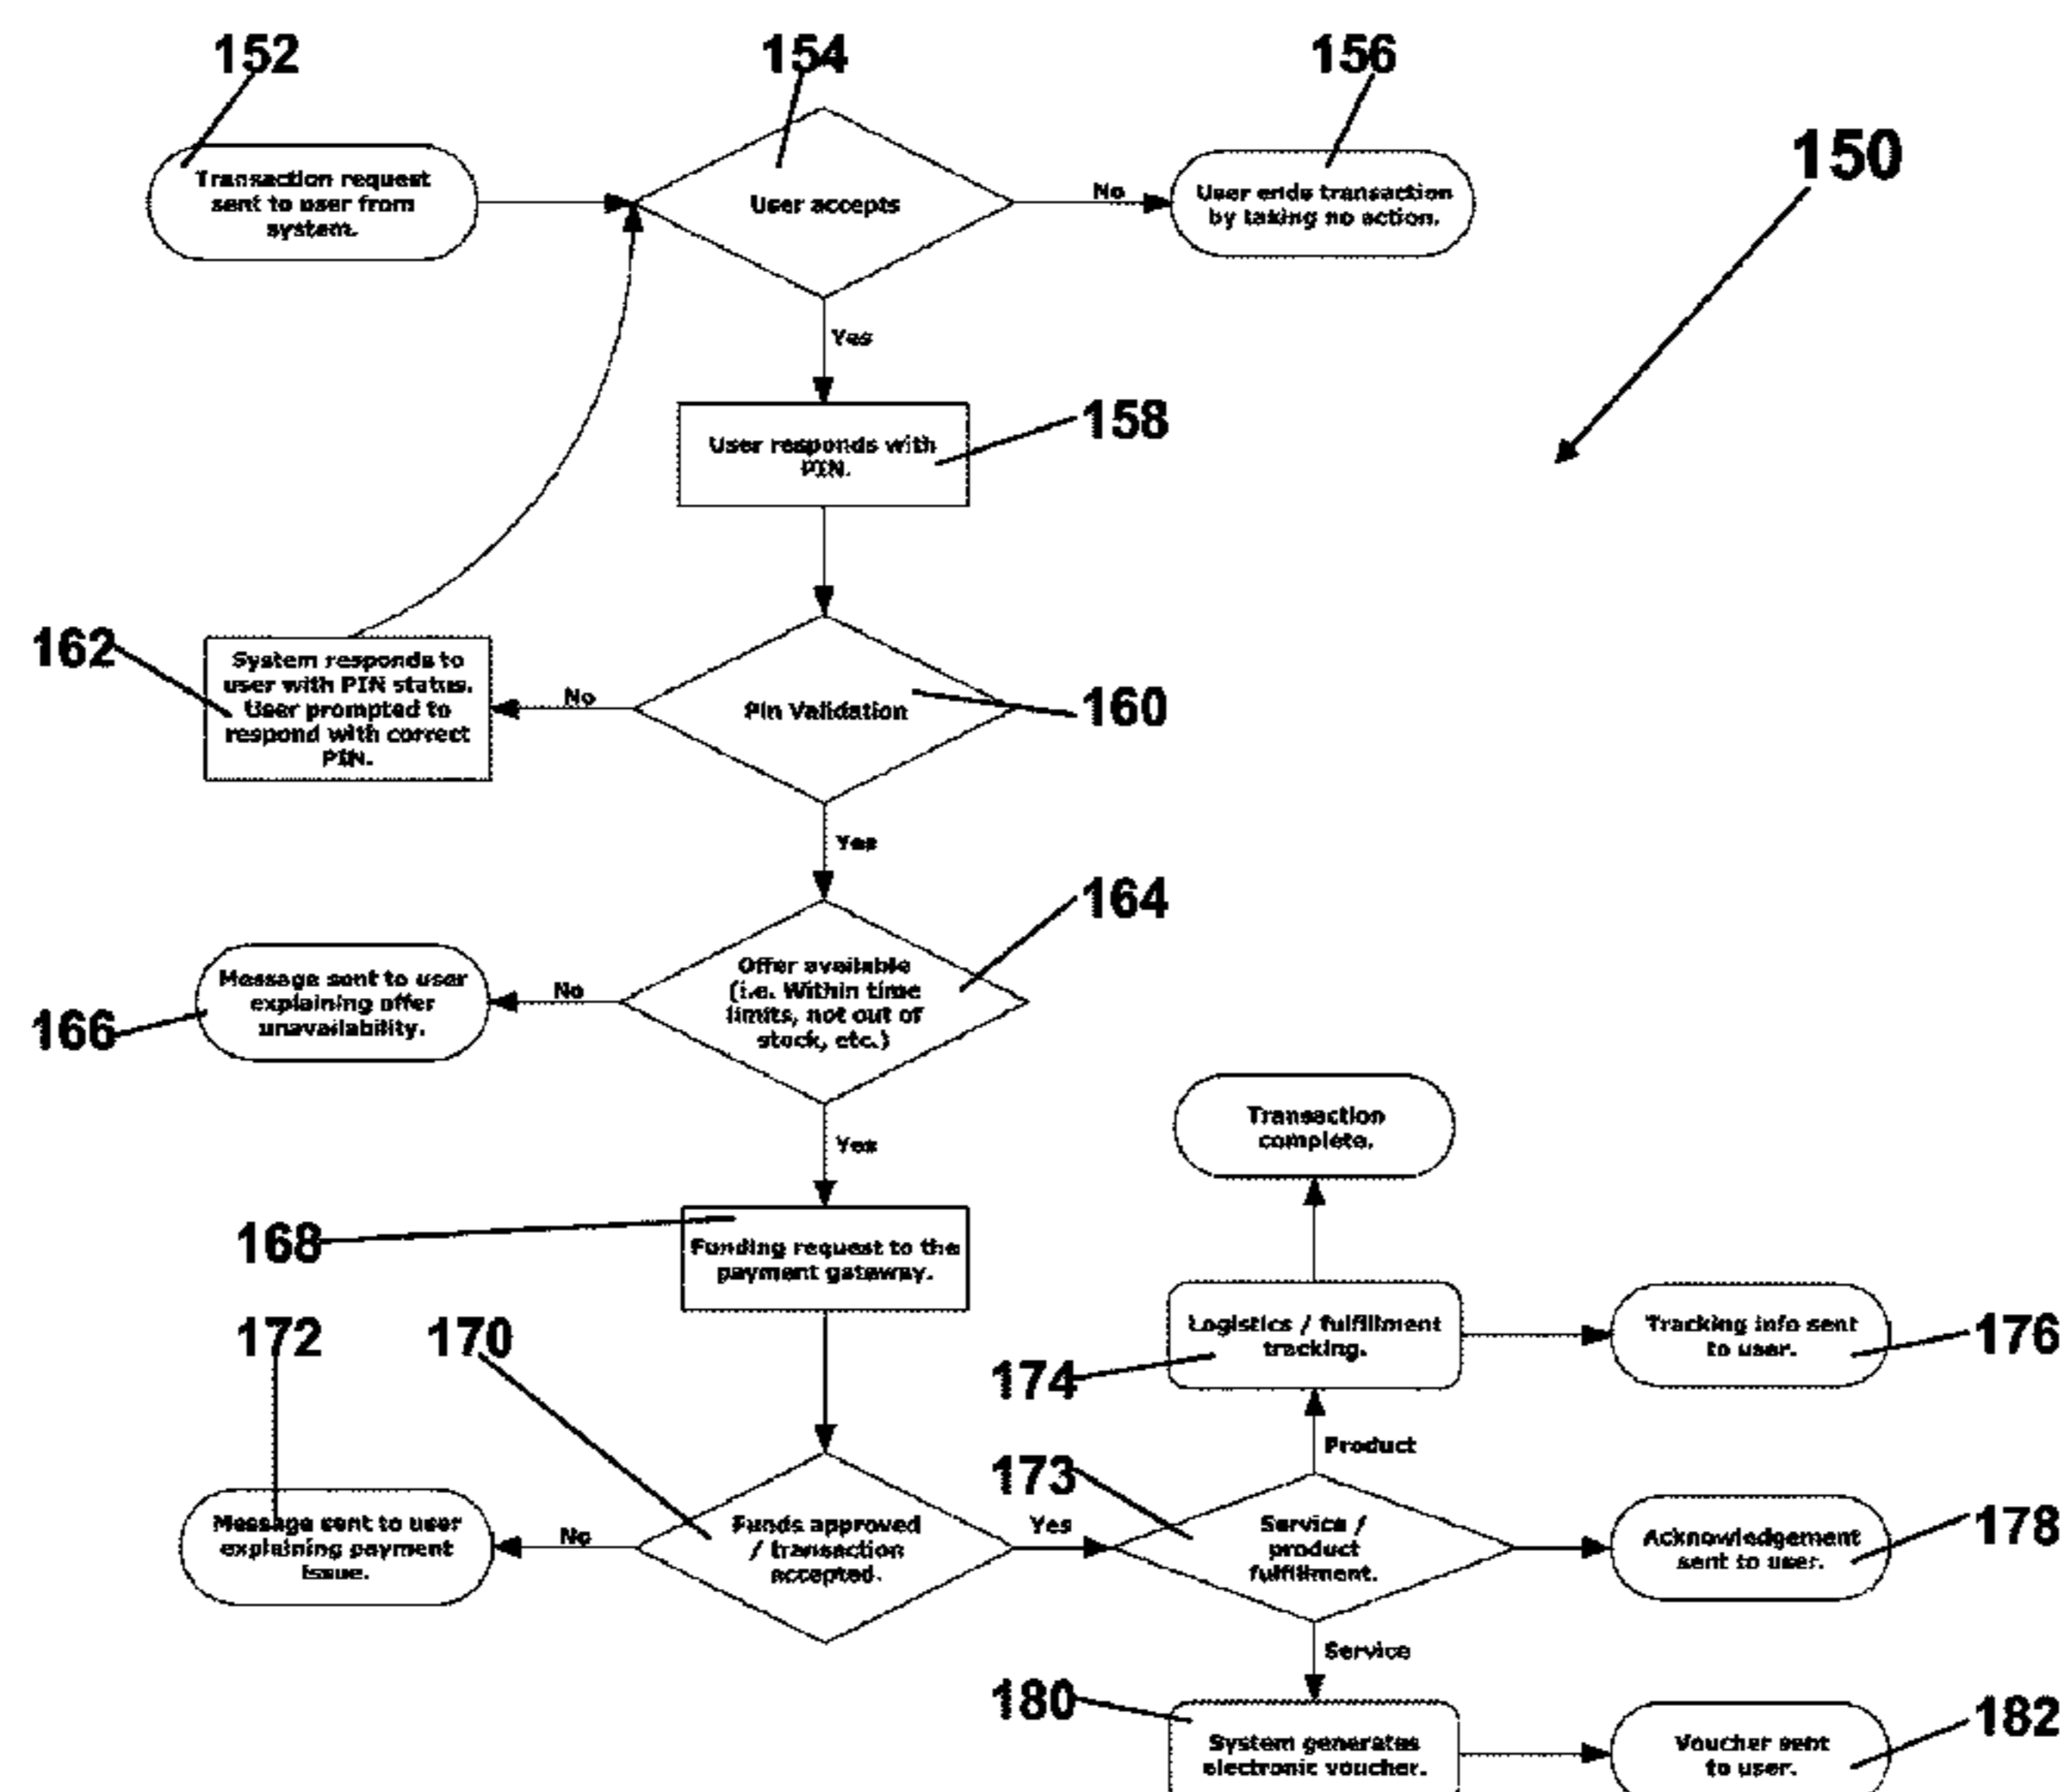 152
154
156
150
Transaction request
sent to user from
system.
User accepts
No
User ends transaction
by taking no action.
Yes
158
User responds with
PIN.
162
System responds to
user with PIN status.
User prompted to
respond with correct
PIN.
No
Pin Validation
160
Yes
164
Offer available
(i.e. Within time
limits, not out of
stock, etc.)
No
Message sent to user
explaining offer
unavailability.
166
Yes
Transaction
complete.
168
Funding request to the
payment gateway.
172
170
Logistics / fulfillment
tracking.
174
Tracking info sent
to user.
176
Product
173
Message sent to user
explaining payment
issue.
No
Funds approved
/ transaction
accepted.
Yes
Service /
product
fulfillment.
Acknowledgement
sent to user.
178
Service
180
System generates
electronic voucher.
Voucher sent
to user.
182